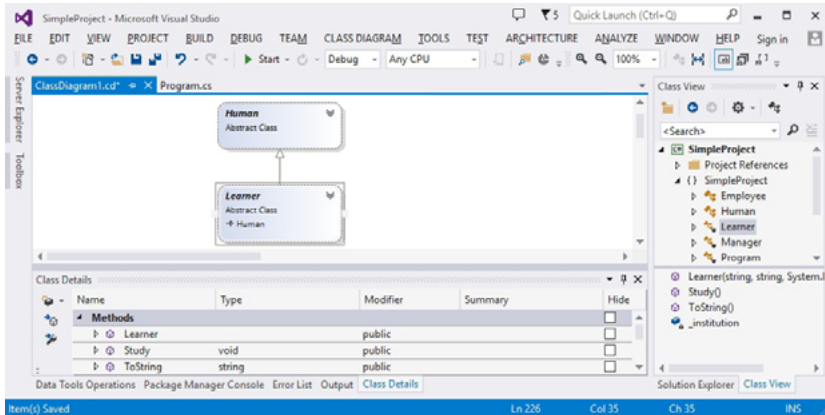 SimpleProject - Microsoft Visual Studio
5
Quick Launch (Ctrl+Q)
FILE EDIT VIEW PROJECT BUILD DEBUG TEAM CLASS DIAGRAM TOOLS TEST ARCHITECTURE ANALYZE WINDOW HELP Sign in
Start Debug Any CPU 100%
Server Explorer
Toolbox
ClassDiagram1.cd* Program.cs
Human
Abstract Class
Learner
Abstract Class
Human
Class View
<Search>
C# SimpleProject
Project References
{ } SimpleProject
Employee
Human
Learner
Manager
Program
Learner(string, string, System.
Study()
ToString()
_institution
Solution Explorer Class View
Class Details
Name Type Modifier Summary Hide
Methods
Learner public
Study void public
ToString string public
Data Tools Operations Package Manager Console Error List Output Class Details
Item(s) Saved Ln 226 Col 35 Ch 35 INS